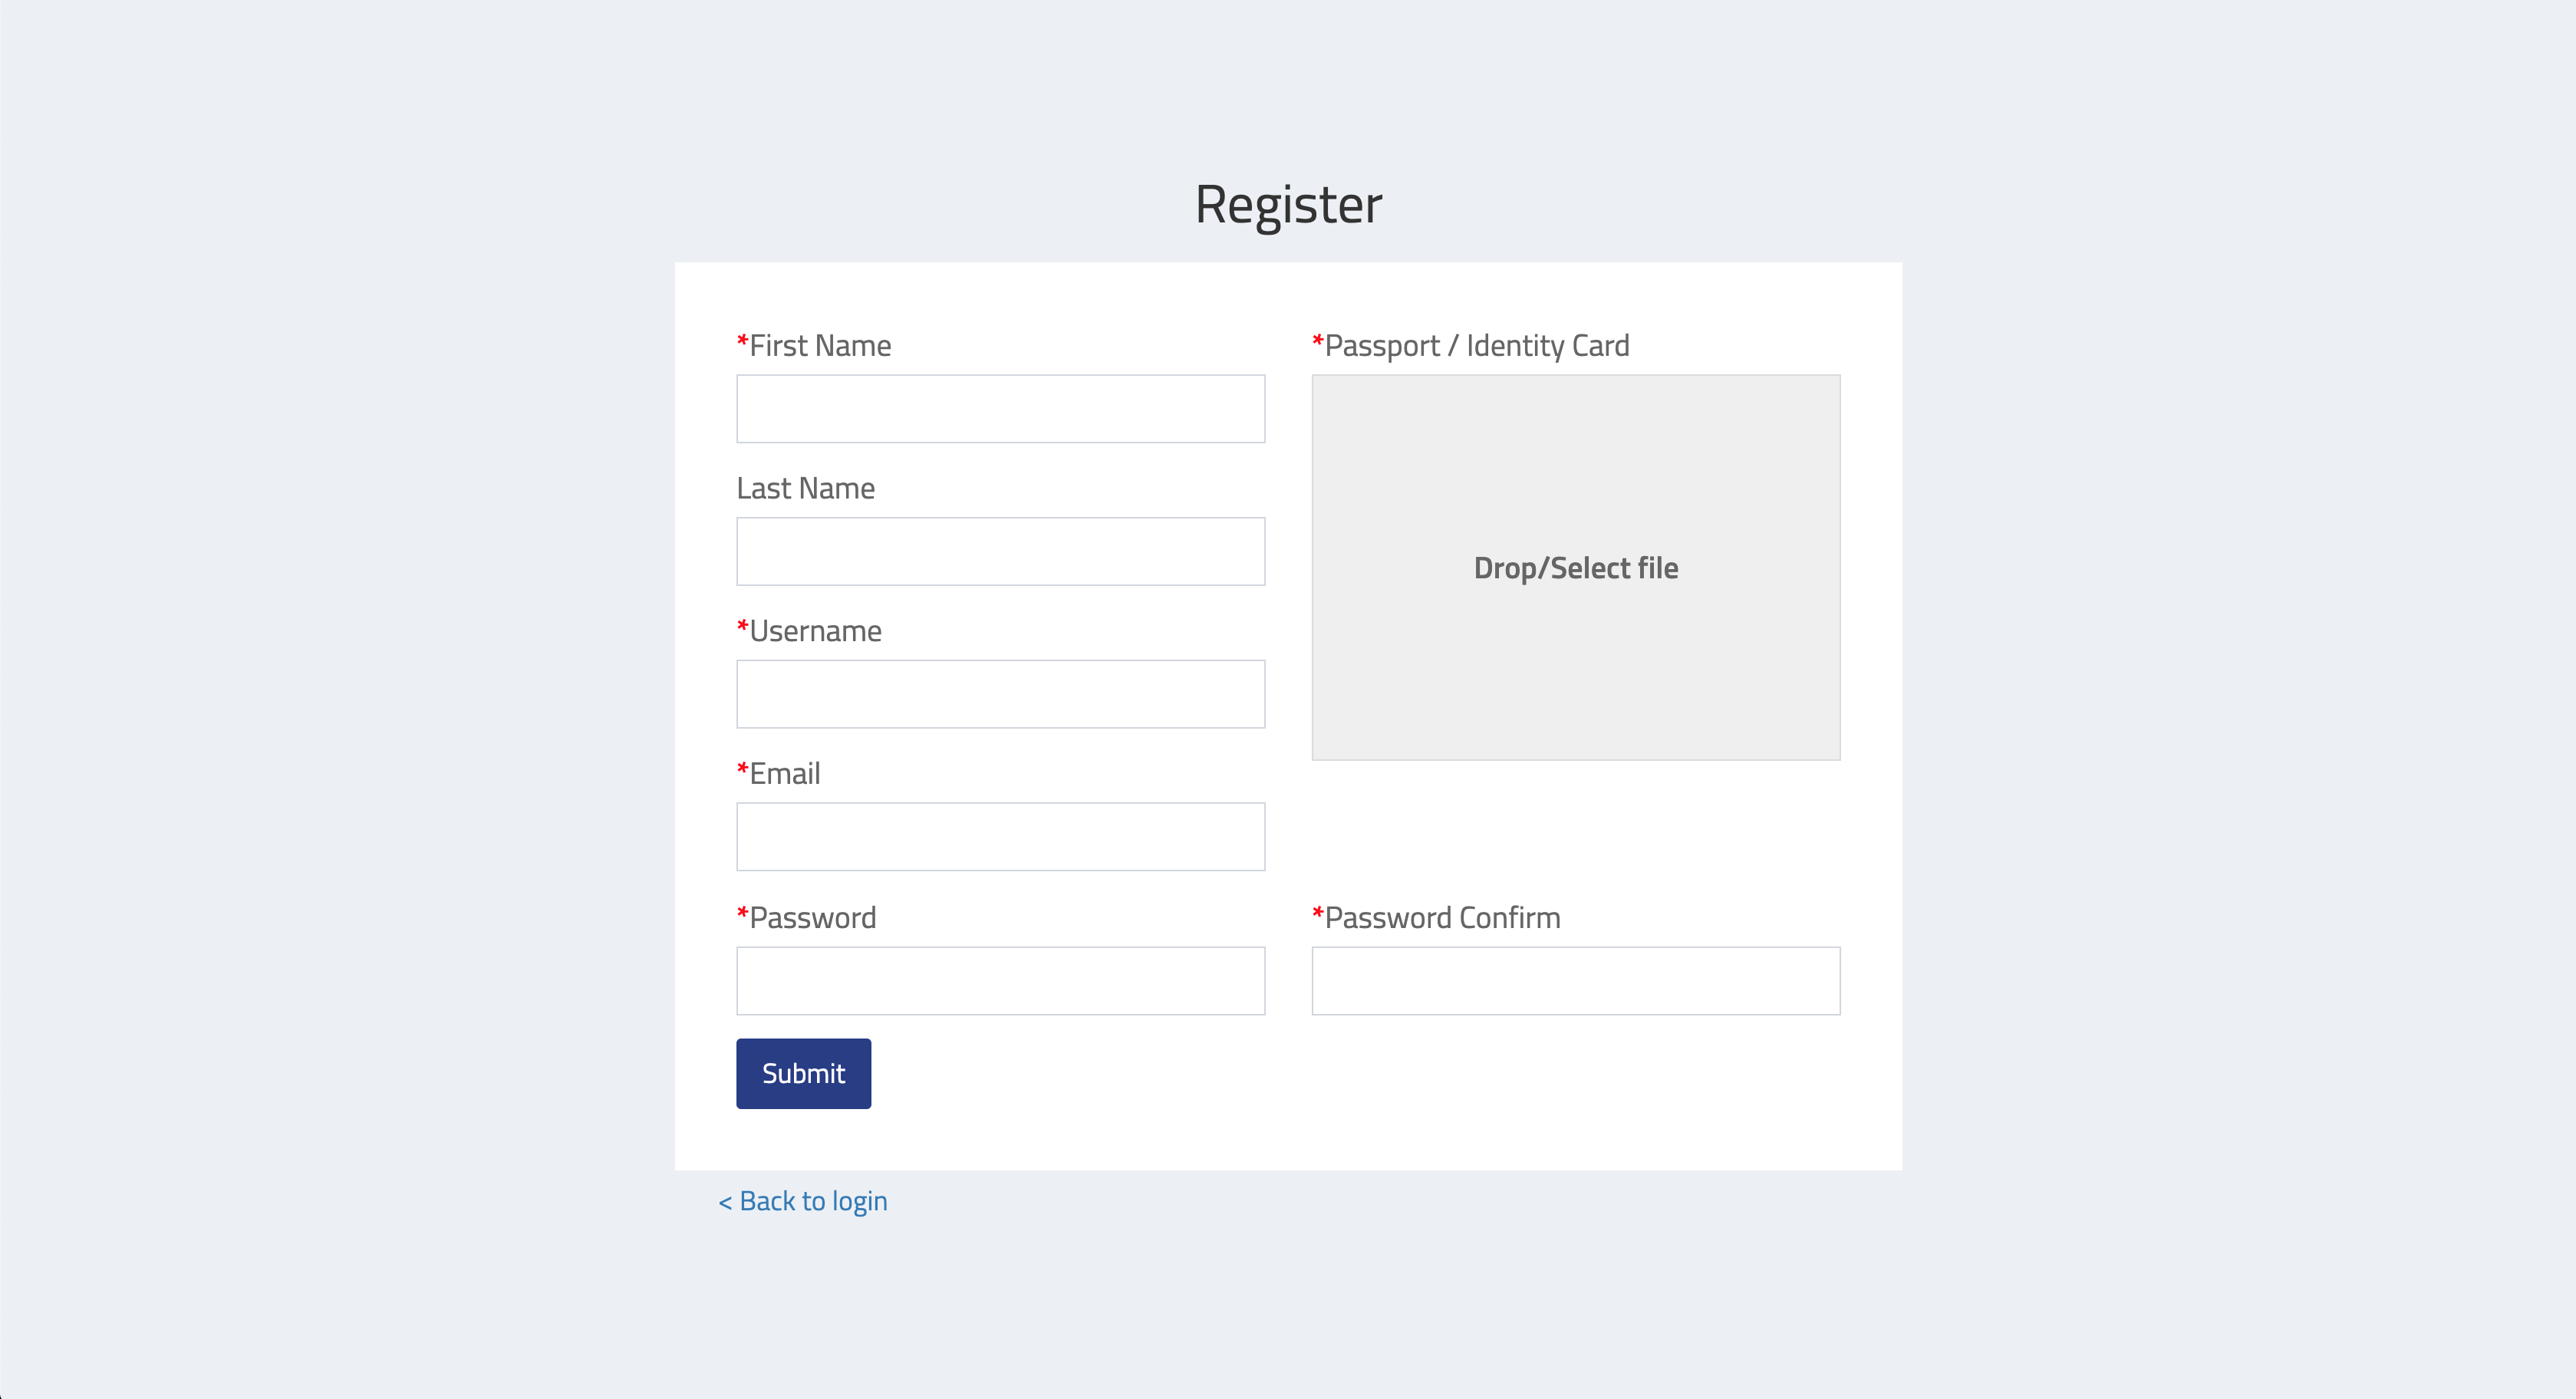 Register
*First Name
*Passport / Identity Card
Last Name
Drop/Select file
*Username
*Email
*Password
*Password Confirm
Submit
< Back to login